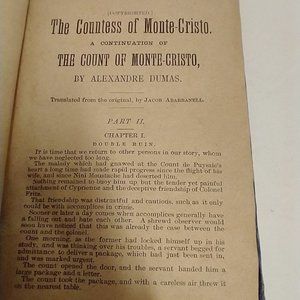 [COPYRIGHTED]
The Countess of Monte-Cristo.
A CONTINUATION OF
THE COUNT OF MONTE-CRISTO,
BY ALEXANDRE DUMAS.
Translated from the original, by JACOB ABARBANELL.
PART II.
CHAPTER I.
DOUBLE RUIN.
It is time that we return to other persons in our story, whom
we have neglected too long.
The malady which had gnawed at the Count de Puysaie's
heart a long time had made rapid progress since the flight of his
wife, and since Nini Moustache had deserted him.
Nothing remained to buoy him up but the tender yet painful
attachment of Cyprienne and the deceptive friendship of Colonel
Fritz.
That friendship was distrustful and cautious, such as it only
could be with accomplices in crime.
Sooner or later a day comes when accomplices generally have
a falling out and hate each other. A shrewd observer would
soon have noticed that this was already the case between the
count and the colonel.
One morning, as the former had locked himself up in his
study, and was thinking over his troubles, a servant begged for
admittance to deliver a package, which had just been sent in,
and was marked urgent.
The count opened the door, and the servant handed him a
large package and a letter.
The count took the package, and with a careless air threw it
on the nearest table.